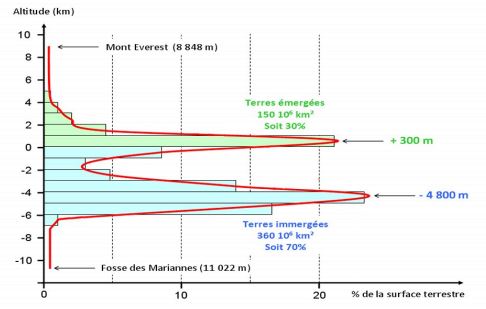 Altitude (km)
10
Mont Everest (8 848 m)
8
6
4
Terres émergées
150 10⁶ km²
Soit 30%
2
+ 300 m
0
-2
-4
- 4 800 m
-6
Terres immergées
360 10⁶ km²
Soit 70%
-8
-10
Fosse des Mariannes (11 022 m)
0
10
20
% de la surface terrestre